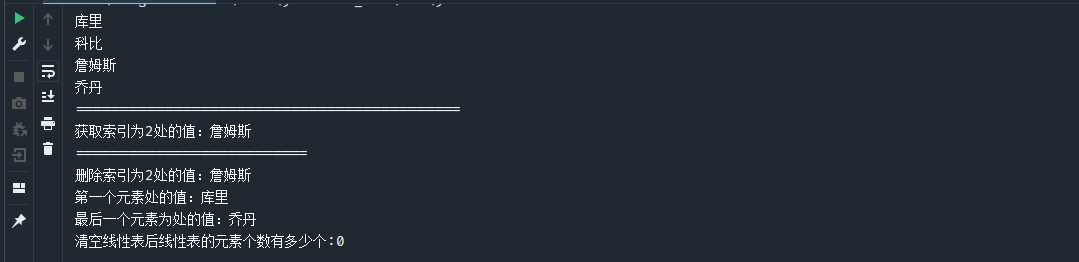 库里
科比
詹姆斯
乔丹
=============================================
获取索引为2处的值：詹姆斯
===========================
删除索引为2处的值：詹姆斯
第一个元素处的值：库里
最后一个元素为处的值：乔丹
清空线性表后线性表的元素个数有多少个:0